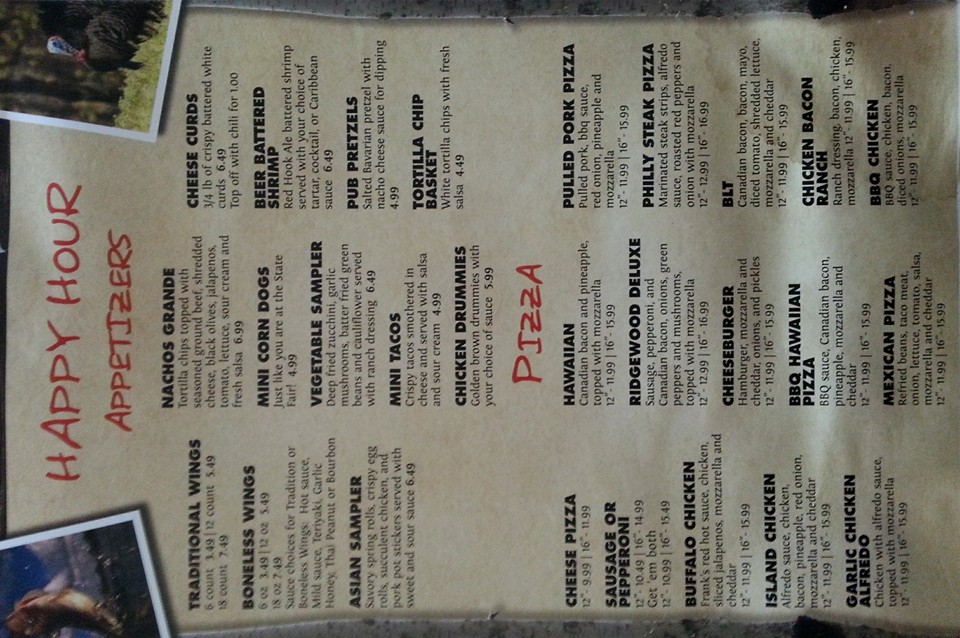 HAPPY HOUR
APPETIZERS
TRADITIONAL WINGS
6 count 3.49 | 12 count 5.49
18 count 7.49
BONELESS WINGS
6 oz 3.49 | 12 oz 5.49
18 oz 7.49
Sauce choices for Tradition or
Boneless Wings: Hot sauce,
Mild sauce, Teriyaki, Garlic
Honey, Thai Peanut or Bourbon
ASIAN SAMPLER
Savory spring rolls, crispy egg
rolls, succulent chicken, and
pork pot stickers served with
sweet and sour sauce 6.49
NACHOS GRANDE
Tortilla chips topped with
seasoned ground beef, shredded
cheese, black olives, jalapenos,
tomato, lettuce, sour cream and
fresh salsa 6.99
MINI CORN DOGS
Just like you are at the State
Fair! 4.99
VEGETABLE SAMPLER
Deep fried zucchini, garlic
mushrooms, batter fried green
beans and cauliflower served
with ranch dressing 6.49
MINI TACOS
Crispy tacos smothered in
cheese and served with salsa
and sour cream 4.99
CHICKEN DRUMMIES
Golden brown drummies with
your choice of sauce 5.99
CHEESE CURDS
3/4 lb of crispy battered white
curds 6.49
Top off with chili for 1.00
BEER BATTERED
SHRIMP
Red Hook Ale battered shrimp
served with your choice of
tartar, cocktail, or Caribbean
sauce 6.49
PUB PRETZELS
Salted Bavarian pretzel with
nacho cheese sauce for dipping
4.99
TORTILLA CHIP
BASKET
White tortilla chips with fresh
salsa 4.49
PIZZA
CHEESE PIZZA
12"- 9.99 | 16"- 11.99
SAUSAGE OR
PEPPERONI
12"- 10.49 | 16"- 14.99
Get 'em both
12"- 10.99 | 16"- 15.49
BUFFALO CHICKEN
Frank's red hot sauce, chicken,
sliced jalapenos, mozzarella and
cheddar
12"- 11.99 | 16"- 15.99
ISLAND CHICKEN
Alfredo sauce, chicken,
bacon, pineapple, red onion,
mozzarella and cheddar
12"- 11.99 | 16"- 15.99
GARLIC CHICKEN
ALFREDO
Chicken with alfredo sauce,
topped with mozzarella
12"- 11.99 | 16"- 15.99
HAWAIIAN
Canadian bacon and pineapple,
topped with mozzarella
12"- 11.99 | 16"- 15.99
RIDGEWOOD DELUXE
Sausage, pepperoni, and
Canadian bacon, onions, green
peppers and mushrooms,
topped with mozzarella
12"- 12.99 | 16"- 16.99
CHEESEBURGER
Hamburger, mozzarella and
cheddar, onions, and pickles
12"- 11.99 | 16"- 15.99
BBQ HAWAIIAN
PIZZA
BBQ sauce, Canadian bacon,
pineapple, mozzarella and
cheddar
12"- 11.99 | 16"- 15.99
MEXICAN PIZZA
Refried beans, taco meat,
onion, lettuce, tomato, salsa,
mozzarella and cheddar
12"- 11.99 | 16"- 15.99
PULLED PORK PIZZA
Pulled pork, bbq sauce,
red onion, pineapple and
mozzarella
12"- 11.99 | 16"- 15.99
PHILLY STEAK PIZZA
Marinated steak strips, alfredo
sauce, roasted red peppers and
onion with mozzarella
12"- 12.99 | 16"- 16.99
BLT
Canadian bacon, bacon, mayo,
diced tomato, shredded lettuce,
mozzarella and cheddar
12"- 11.99 | 16"- 15.99
CHICKEN BACON
RANCH
Ranch dressing, bacon, chicken,
mozzarella 12"- 11.99 | 16"- 15.99
BBQ CHICKEN
BBQ sauce, chicken, bacon,
diced onions, mozzarella
12"- 11.99 | 16"- 15.99